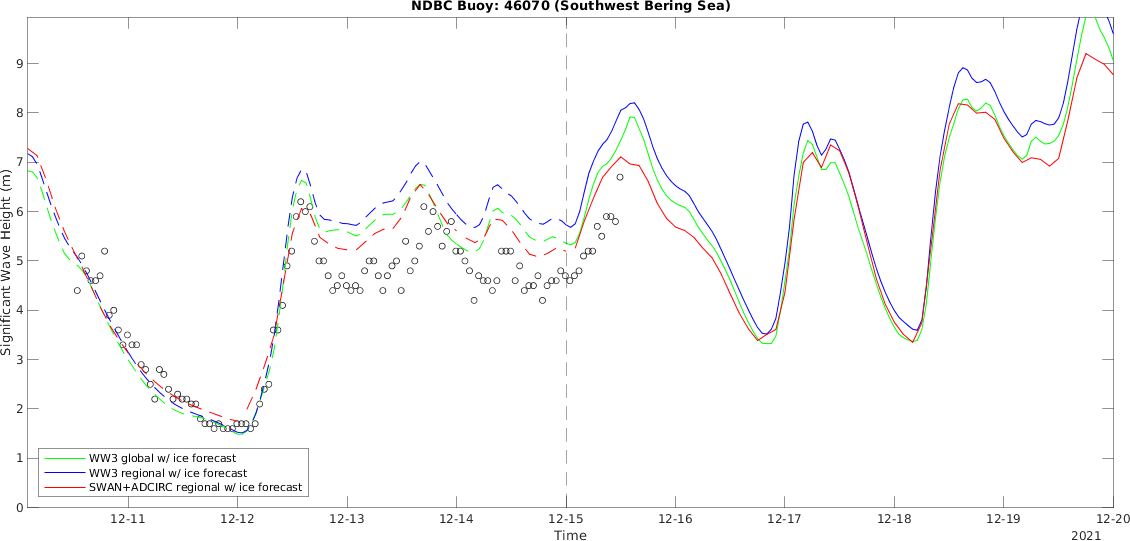 NDBC Buoy: 46070 (Southwest Bering Sea)
Significant Wave Height (m)
9
8
7
6
5
4
3
2
1
0
WW3 global w/ ice forecast
WW3 regional w/ ice forecast
SWAN+ADCIRC regional w/ ice forecast
12-11 12-12 12-13 12-14 12-15 12-16 12-17 12-18 12-19 12-20
Time
2021